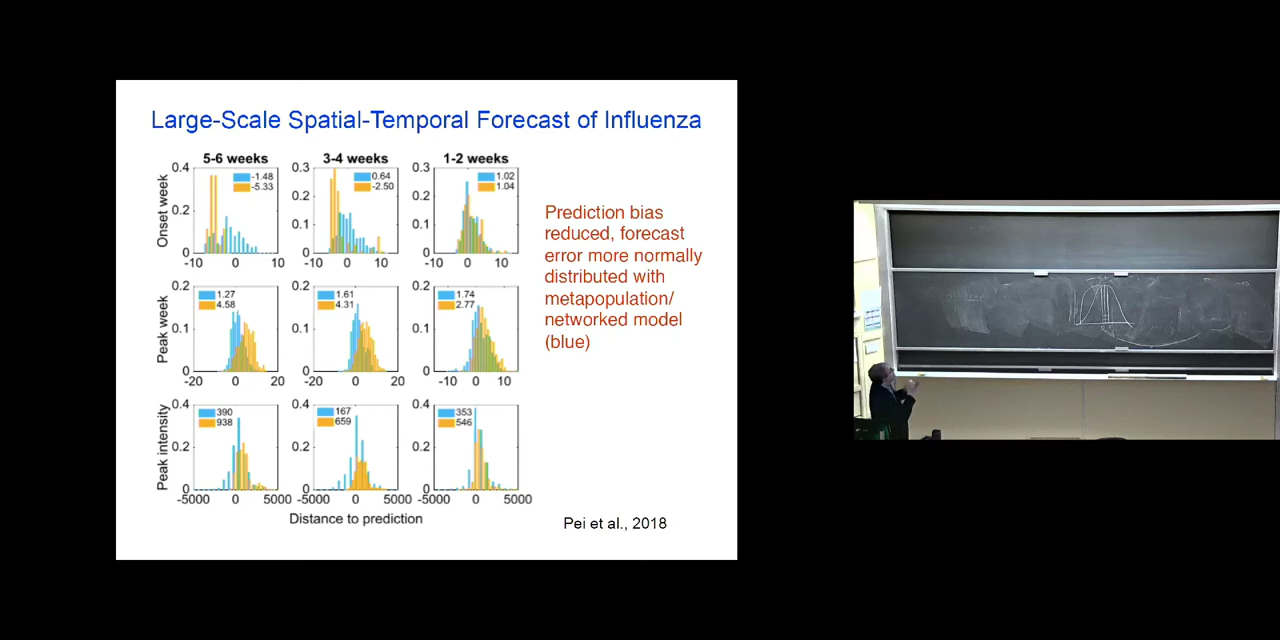 Large-Scale Spatial-Temporal Forecast of Influenza
5-6 weeks 3-4 weeks 1-2 weeks
Onset week
0.4
0.2
0
-1.48
-5.33
-10 0 10
0.3
0.2
0.1
0
0.64
-2.50
-10 0 10
0.3
0.2
0.1
0
1.02
1.04
-10 0 10
Peak week
0.2
0.1
0
1.27
4.58
-20 0 20
0.2
0.1
0
1.61
4.31
-20 0 20
0.2
0.1
0
1.74
2.77
-10 0 10
Peak intensity
0.4
0.2
0
390
938
-5000 0 5000
0.4
0.2
0
167
659
-5000 0 5000
0.4
0.2
0
353
546
-5000 0 5000
Distance to prediction
Prediction bias
reduced, forecast
error more normally
distributed with
metapopulation/
networked model
(blue)
Pei et al., 2018